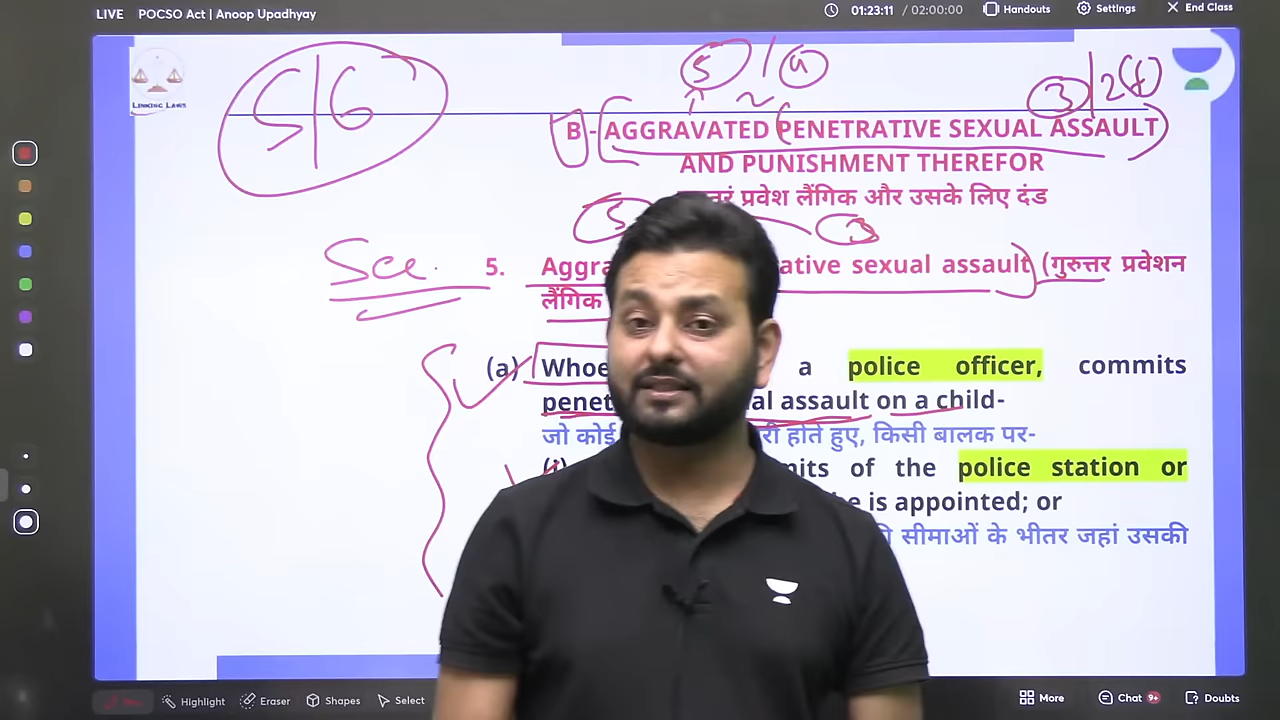 LIVE POCSO Act | Anoop Upadhyay
01:23:11 / 02:00:00 Handouts Settings End Class
LINKING LAWS
5|6
5 / 4
3 / 2(f)
B - AGGRAVATED PENETRATIVE SEXUAL ASSAULT
AND PUNISHMENT THEREFOR
प्रवेश लैंगिक और उसके लिए दंड
5 3
Sec. 5. Aggra ative sexual assault (गुरुत्तर प्रवेशन
लैंगिक
(a) Whoe a police officer, commits
penet al assault on a child-
जो कोई री होते हुए, किसी बालक पर-
(i) mits of the police station or
he is appointed; or
सीमाओं के भीतर जहां उसकी
Highlight Eraser Shapes Select More Chat 9+ Doubts